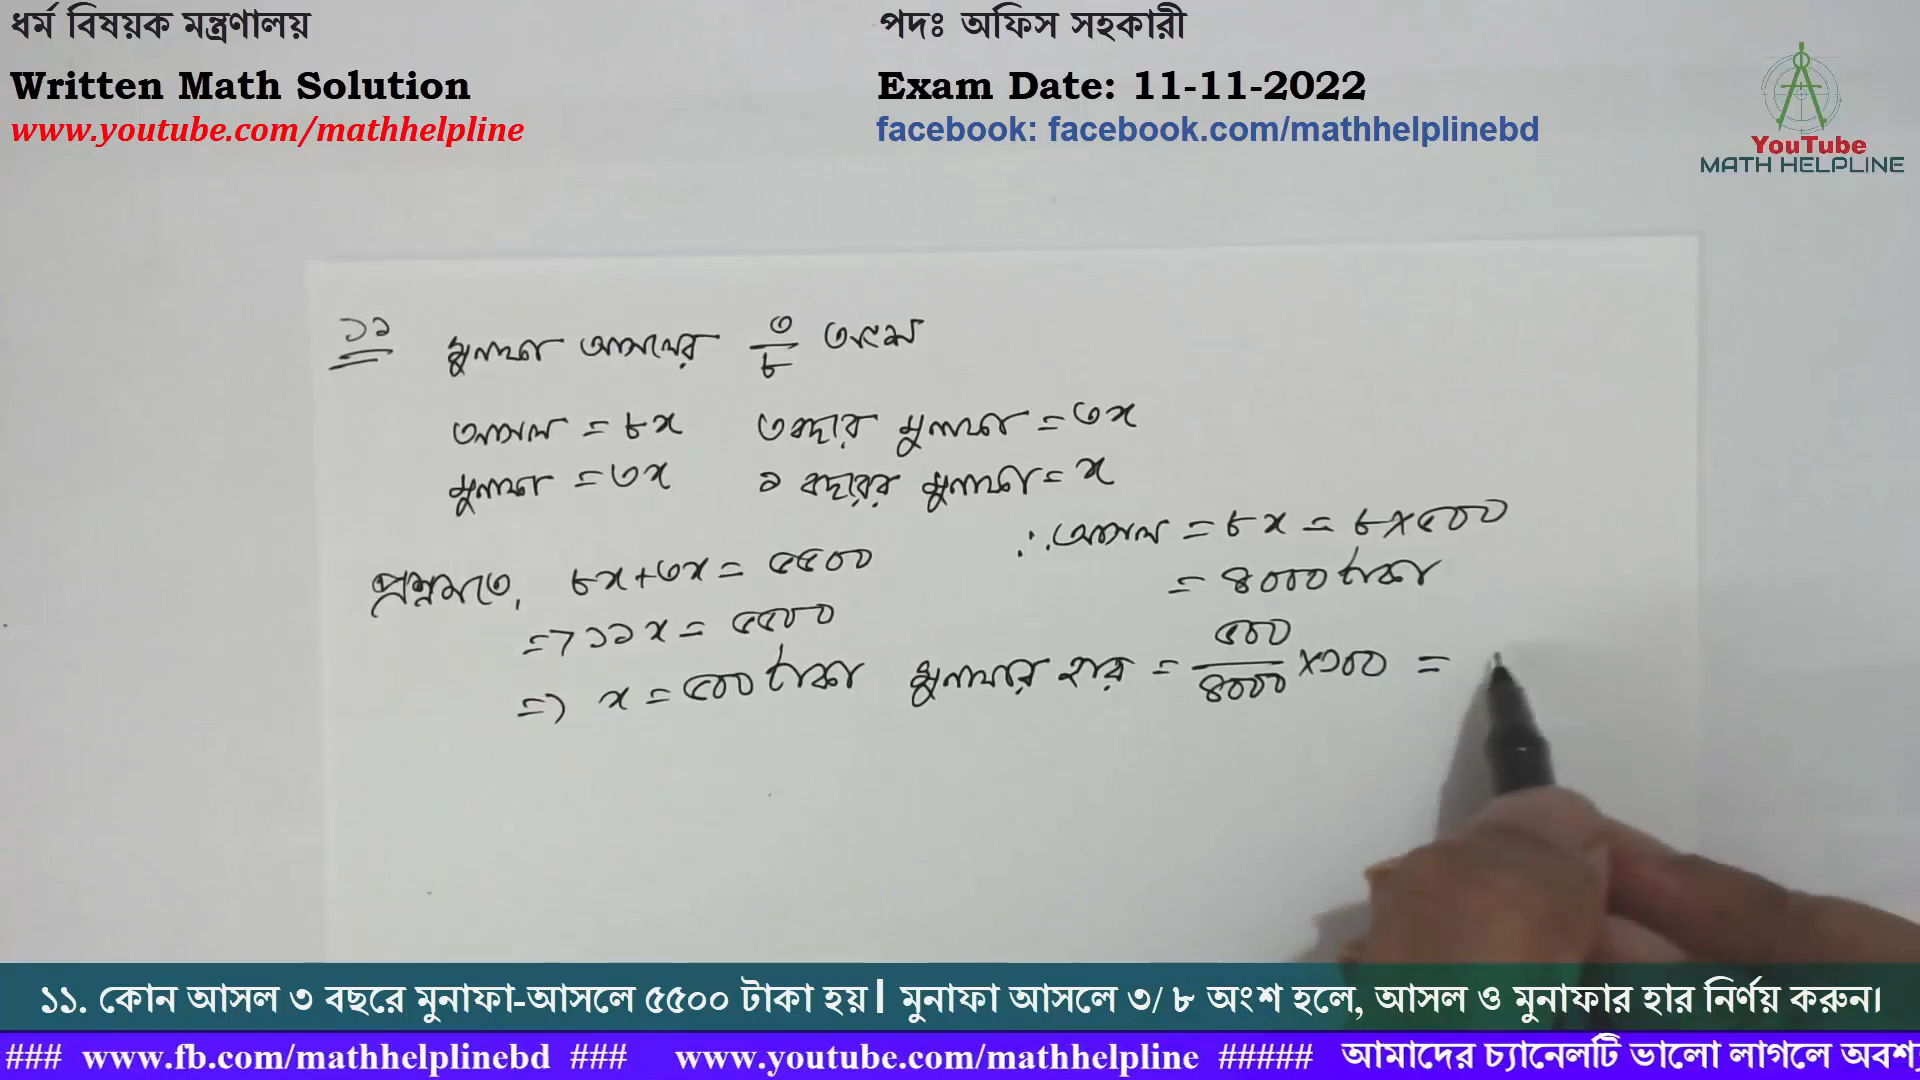 ধর্ম বিষয়ক মন্ত্রণালয়
পদঃ অফিস সহকারী
Written Math Solution
Exam Date: 11-11-2022
www.youtube.com/mathhelpline
facebook: facebook.com/mathhelplinebd
YouTube
MATH HELPLINE
১১ মুনাফা আসলের ৩/৮ অংশ
আসল = ৮x ৩ বছরে মুনাফা = ৩x
মুনাফা = ৩x ১ বছরের মুনাফা = x
প্রশ্নমতে, ৮x+৩x = ৫৫০০
=> ১১x = ৫৫০০
=> x = ৫০০ টাকা
∴ আসল = ৮x = ৮×৫০০
= ৪০০০ টাকা
মুনাফার হার = ৫০০/৪০০০ ×১০০ =
১১. কোন আসল ৩ বছরে মুনাফা-আসলে ৫৫০০ টাকা হয়। মুনাফা আসলে ৩/ ৮ অংশ হলে, আসল ও মুনাফার হার নির্ণয় করুন।
### www.fb.com/mathhelplinebd ### www.youtube.com/mathhelpline ##### আমাদের চ্যানেলটি ভালো লাগলে অবশ্য